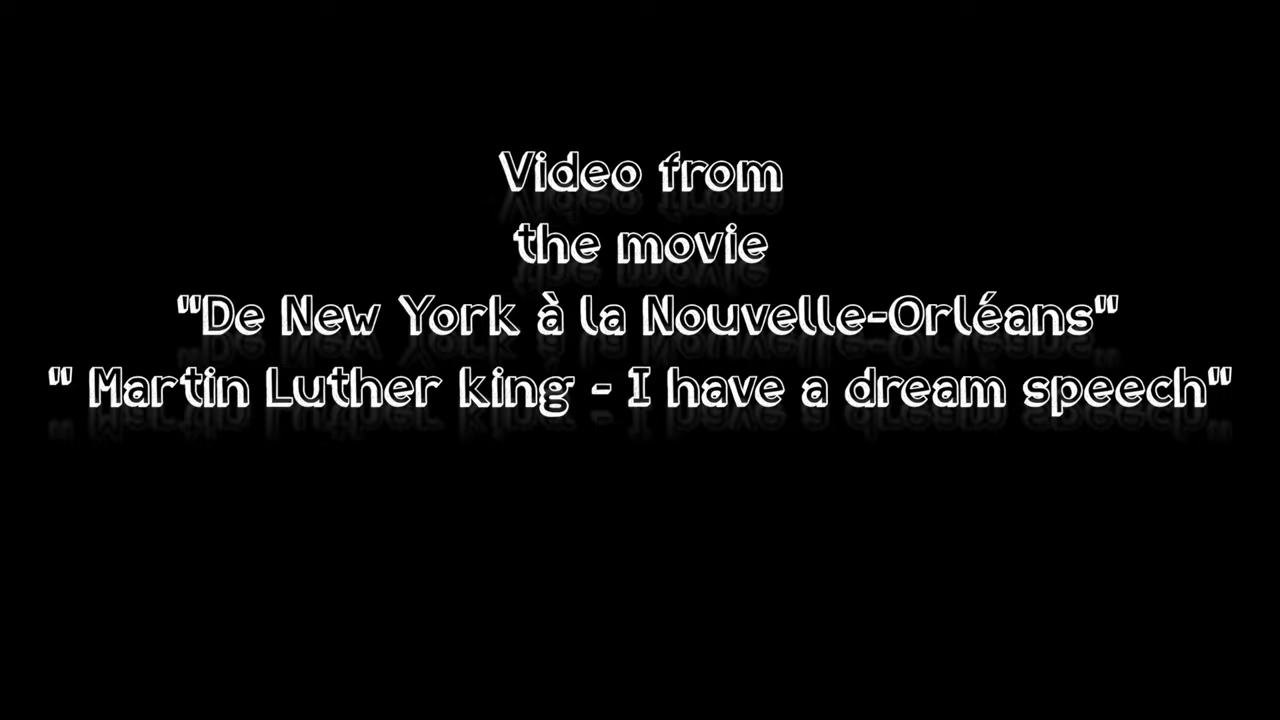 Video from
the movie
"De New York à la Nouvelle-Orléans"
" Martin Luther king - I have a dream speech"